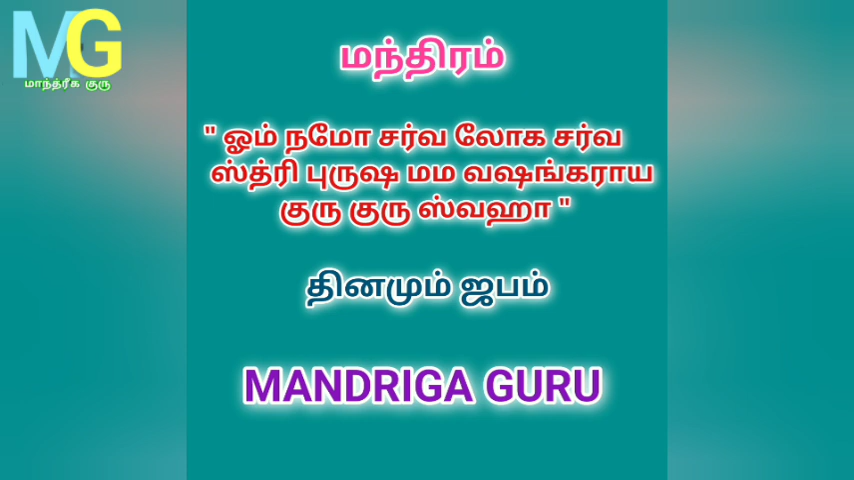 MG
மாந்த்ரீக குரு
மந்திரம்
" ஓம் நமோ சர்வ லோக சர்வ
ஸ்த்ரி புருஷ மம வஷங்கராய
குரு குரு ஸ்வஹா "
தினமும் ஜபம்
MANDRIGA GURU